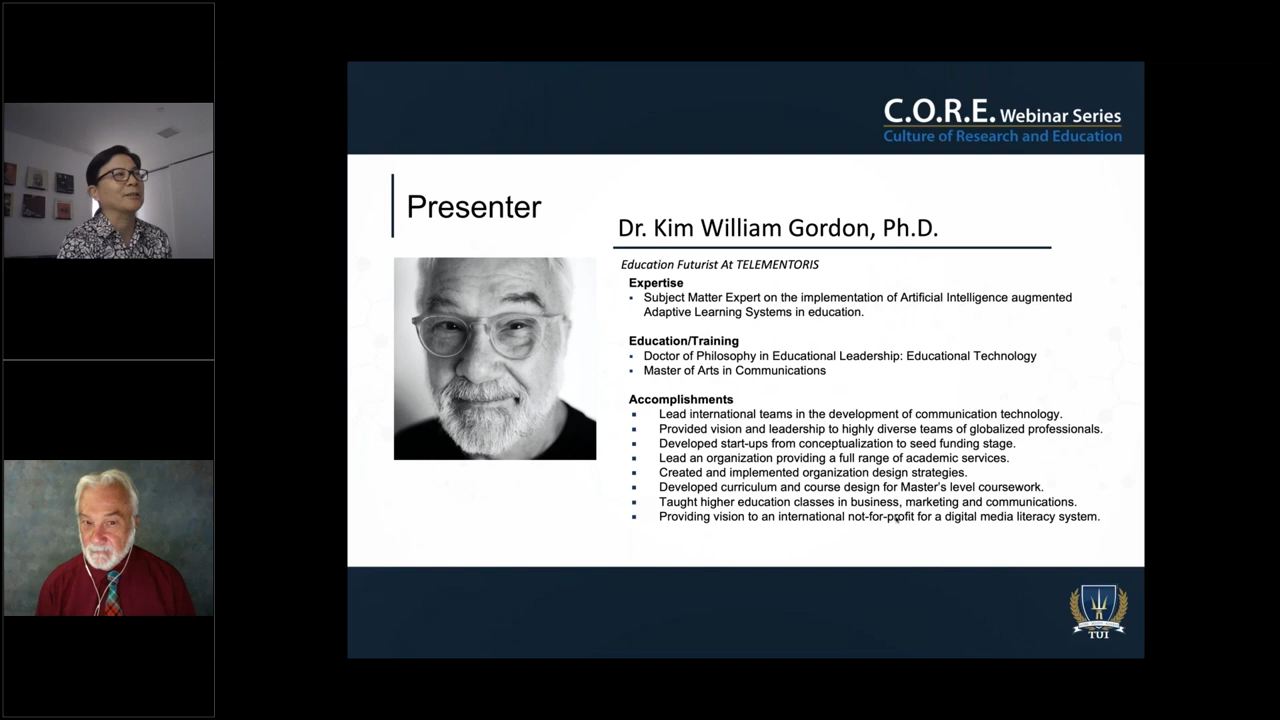 C.O.R.E. Webinar Series
Culture of Research and Education
Presenter
Dr. Kim William Gordon, Ph.D.
Education Futurist At TELEMENTORIS
Expertise
▪ Subject Matter Expert on the implementation of Artificial Intelligence augmented
Adaptive Learning Systems in education.
Education/Training
▪ Doctor of Philosophy in Educational Leadership: Educational Technology
▪ Master of Arts in Communications
Accomplishments
▪ Lead international teams in the development of communication technology.
▪ Provided vision and leadership to highly diverse teams of globalized professionals.
▪ Developed start-ups from conceptualization to seed funding stage.
▪ Lead an organization providing a full range of academic services.
▪ Created and implemented organization design strategies.
▪ Developed curriculum and course design for Master's level coursework.
▪ Taught higher education classes in business, marketing and communications.
▪ Providing vision to an international not-for-profit for a digital media literacy system.
TUI